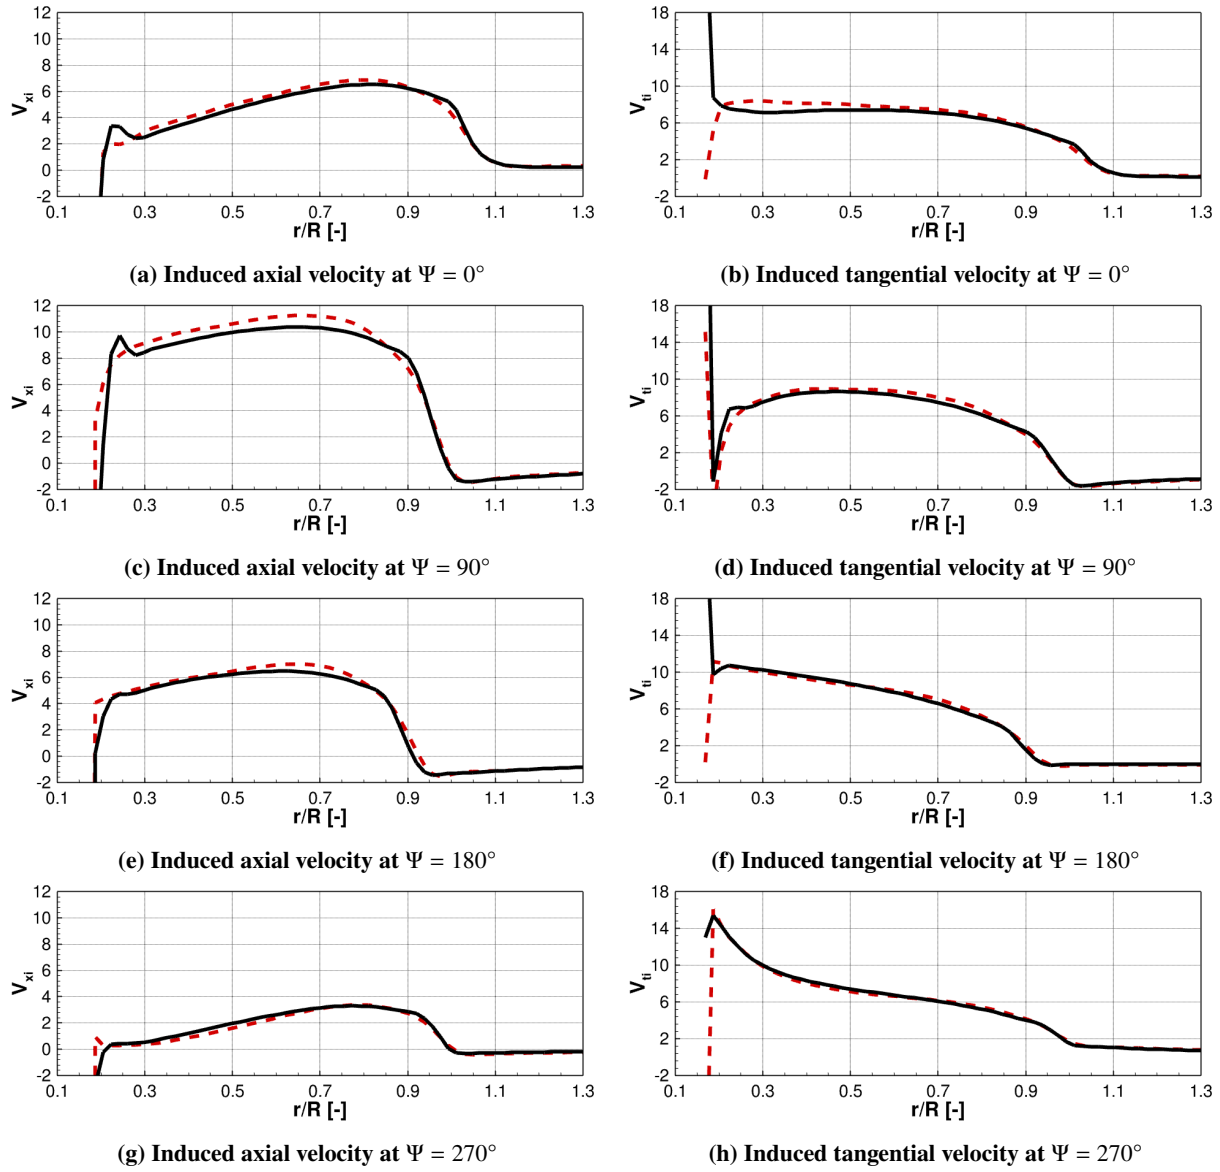 12
10
8
6
4
2
0
-2
V_xi
0.1 0.3 0.5 0.7 0.9 1.1 1.3
r/R [-]
(a) Induced axial velocity at Ψ = 0°
18
14
10
6
2
-2
V_ti
0.1 0.3 0.5 0.7 0.9 1.1 1.3
r/R [-]
(b) Induced tangential velocity at Ψ = 0°
12
10
8
6
4
2
0
-2
V_xi
0.1 0.3 0.5 0.7 0.9 1.1 1.3
r/R [-]
(c) Induced axial velocity at Ψ = 90°
18
14
10
6
2
-2
V_ti
0.1 0.3 0.5 0.7 0.9 1.1 1.3
r/R [-]
(d) Induced tangential velocity at Ψ = 90°
12
10
8
6
4
2
0
-2
V_xi
0.1 0.3 0.5 0.7 0.9 1.1 1.3
r/R [-]
(e) Induced axial velocity at Ψ = 180°
18
14
10
6
2
-2
V_ti
0.1 0.3 0.5 0.7 0.9 1.1 1.3
r/R [-]
(f) Induced tangential velocity at Ψ = 180°
12
10
8
6
4
2
0
-2
V_xi
0.1 0.3 0.5 0.7 0.9 1.1 1.3
r/R [-]
(g) Induced axial velocity at Ψ = 270°
18
14
10
6
2
-2
V_ti
0.1 0.3 0.5 0.7 0.9 1.1 1.3
r/R [-]
(h) Induced tangential velocity at Ψ = 270°